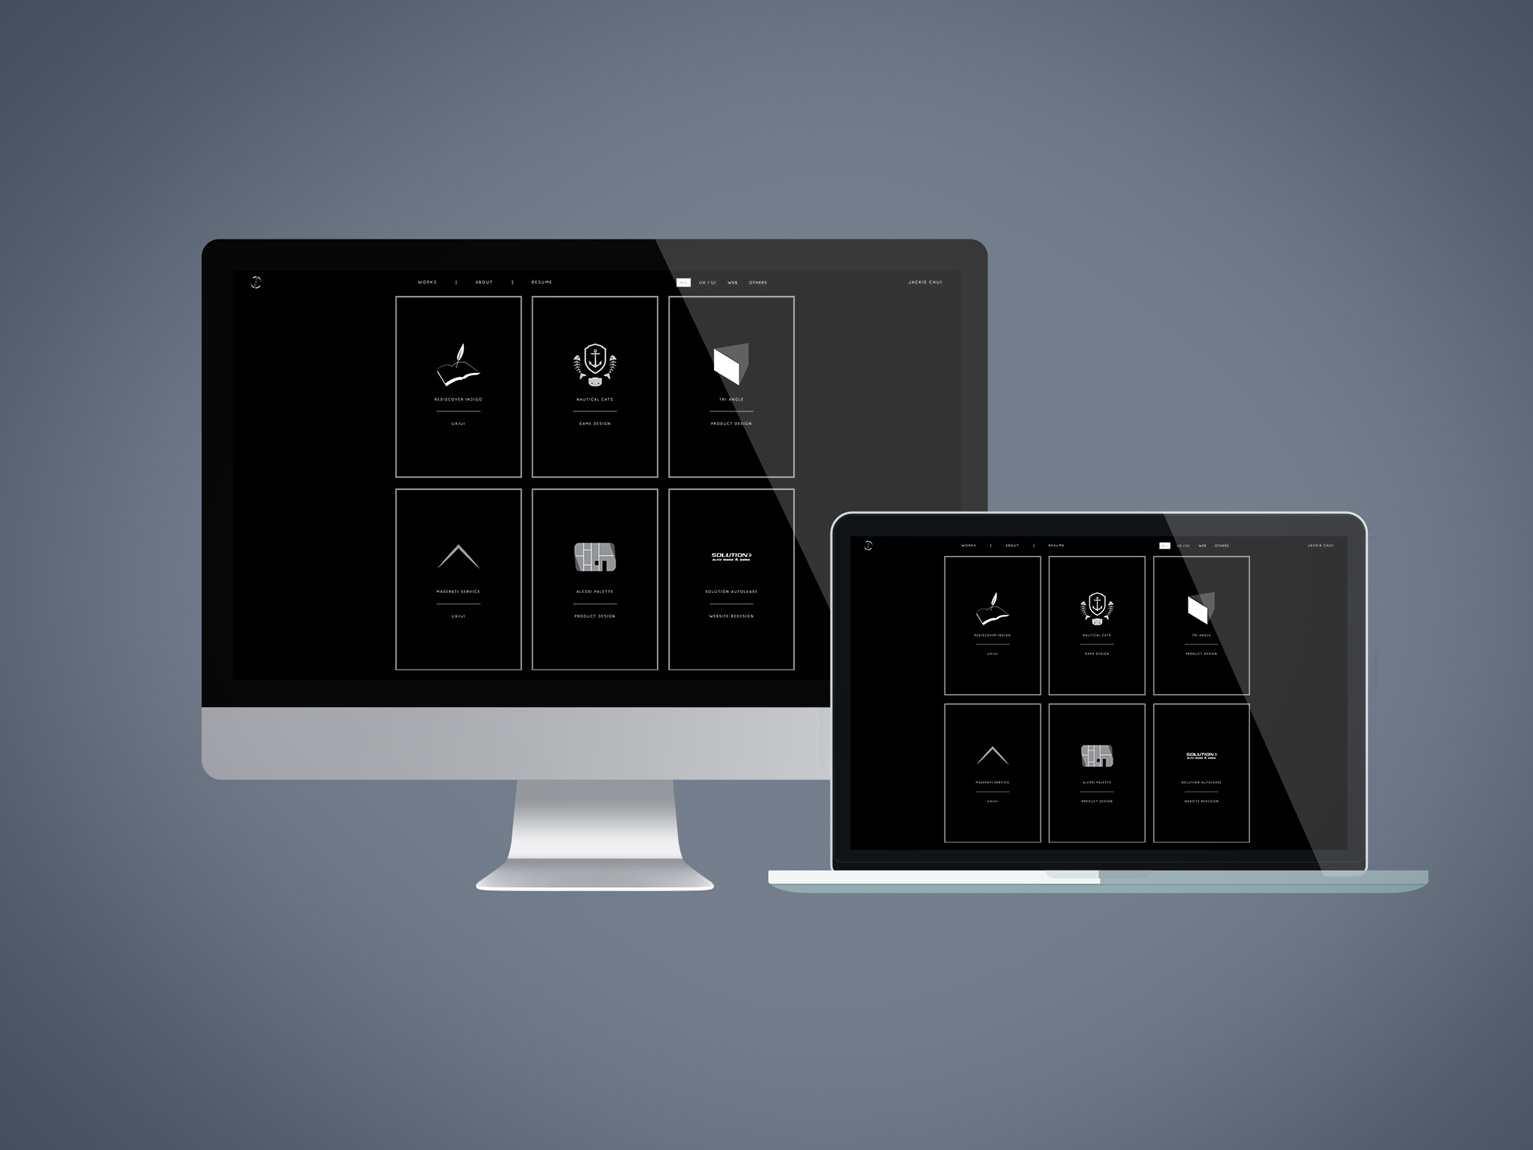 WORKS | ABOUT | RESUME
UX / UI WEB OTHERS
JACKIE CHUI
REDISCOVER INDIGO
UX/UI
NAUTICAL CATS
GAME DESIGN
TRI-ANGLE
PRODUCT DESIGN
MASERATI SERVICE
UX/UI
ALESSI PALETTE
PRODUCT DESIGN
SOLUTION
SOLUTION AUTOLEASE
WEBSITE REDESIGN
WORKS | ABOUT | RESUME
UX / UI WEB OTHERS
JACKIE CHUI
REDISCOVER INDIGO
UX/UI
NAUTICAL CATS
GAME DESIGN
TRI-ANGLE
PRODUCT DESIGN
MASERATI SERVICE
UX/UI
ALESSI PALETTE
PRODUCT DESIGN
SOLUTION
SOLUTION AUTOLEASE
WEBSITE REDESIGN